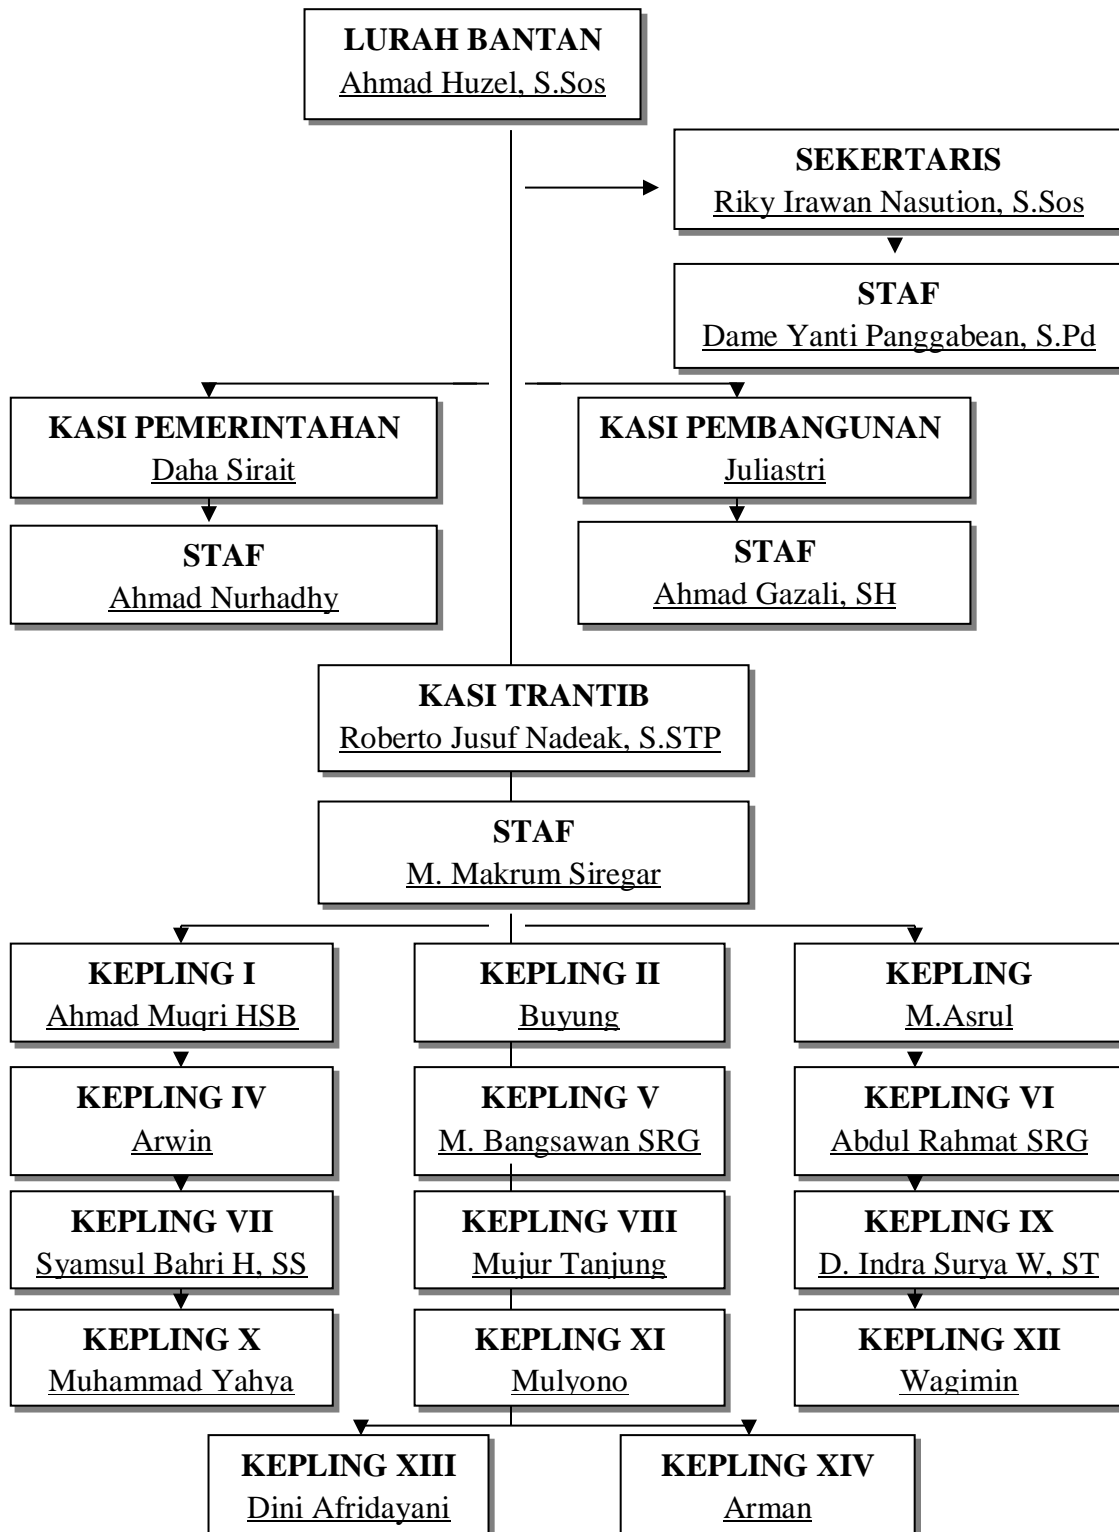 LURAH BANTAN
Ahmad Huzel, S.Sos
SEKERTARIS
Riky Irawan Nasution, S.Sos
STAF
Dame Yanti Panggabean, S.Pd
KASI PEMERINTAHAN
Daha Sirait
KASI PEMBANGUNAN
Juliastri
STAF
Ahmad Nurhadhy
STAF
Ahmad Gazali, SH
KASI TRANTIB
Roberto Jusuf Nadeak, S.STP
STAF
M. Makrum Siregar
KEPLING I
Ahmad Muqri HSB
KEPLING II
Buyung
KEPLING
M.Asrul
KEPLING IV
Arwin
KEPLING V
M. Bangsawan SRG
KEPLING VI
Abdul Rahmat SRG
KEPLING VII
Syamsul Bahri H, SS
KEPLING VIII
Mujur Tanjung
KEPLING IX
D. Indra Surya W, ST
KEPLING X
Muhammad Yahya
KEPLING XI
Mulyono
KEPLING XII
Wagimin
KEPLING XIII
Dini Afridayani
KEPLING XIV
Arman